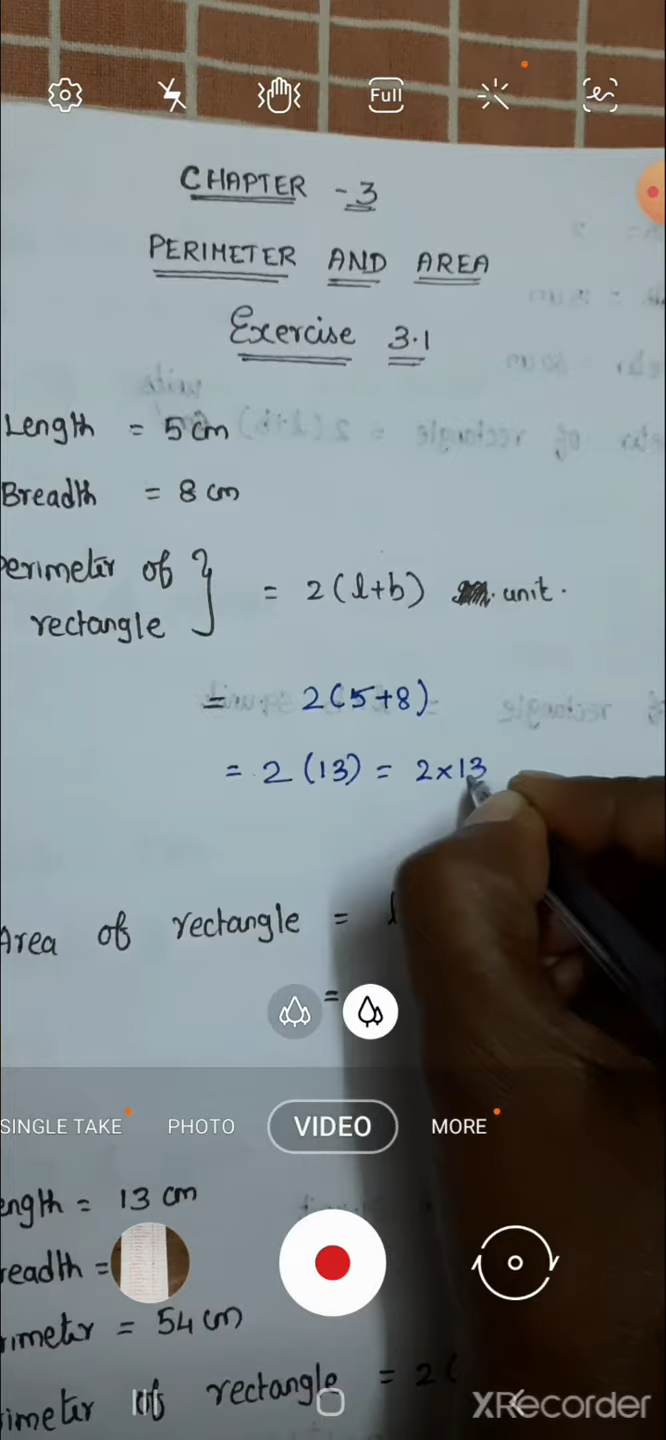 Full
CHAPTER - 3
PERIMETER AND AREA
Exercise 3.1
Length = 5 cm
Breadth = 8 cm
Perimeter of
rectangle } = 2(l+b) unit.
= 2(5+8)
= 2(13) = 2×13
Area of rectangle = l
=
SINGLE TAKE PHOTO VIDEO MORE
ength = 13 cm
readth =
rimeter = 54 cm
rimeter of rectangle = 2(
XRecorder